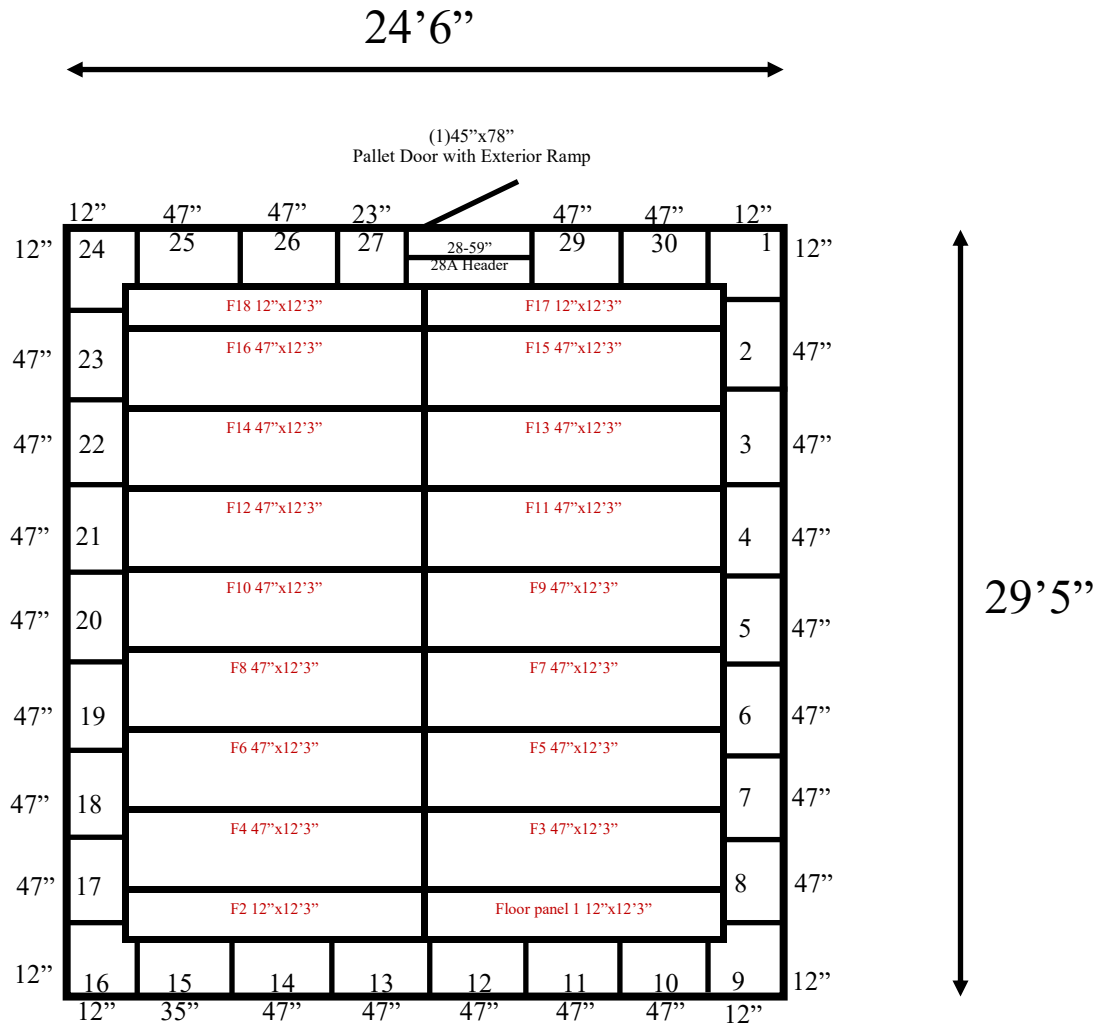 24’6”
(1)45”x78”
Pallet Door with Exterior Ramp
12” 47” 47” 23” 47” 47” 12”
12” 24 25 26 27 28-59” 29 30 1 12”
28A Header
F18 12”x12’3” F17 12”x12’3”
47” 23 F16 47”x12’3” F15 47”x12’3” 2 47”
47” 22 F14 47”x12’3” F13 47”x12’3” 3 47”
47” 21 F12 47”x12’3” F11 47”x12’3” 4 47”
29’5”
47” 20 F10 47”x12’3” F9 47”x12’3” 5 47”
47” 19 F8 47”x12’3” F7 47”x12’3” 6 47”
47” 18 F6 47”x12’3” F5 47”x12’3” 7 47”
47” 17 F4 47”x12’3” F3 47”x12’3” 8 47”
F2 12”x12’3” Floor panel 1 12”x12’3”
12” 16 15 14 13 12 11 10 9 12”
12” 35” 47” 47” 47” 47” 47” 12”